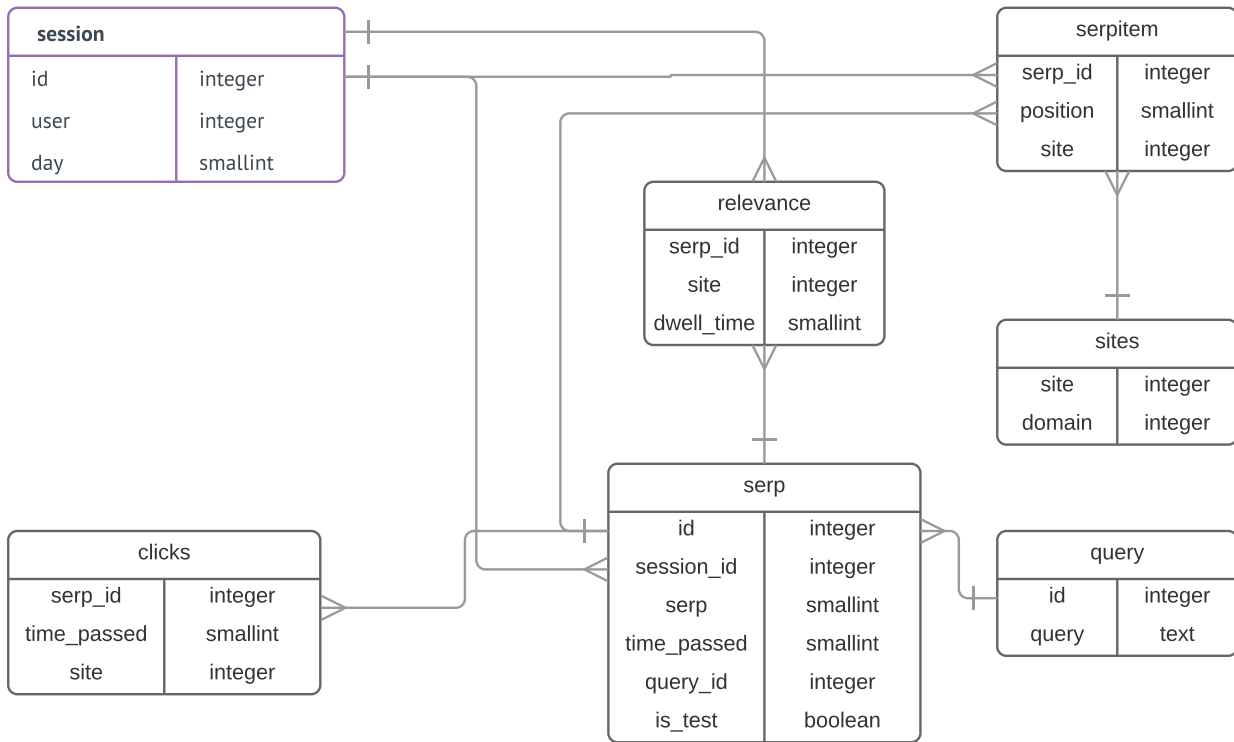 session
id integer
user integer
day smallint
serpitem
serp_id integer
position smallint
site integer
relevance
serp_id integer
site integer
dwell_time smallint
sites
site integer
domain integer
serp
id integer
session_id integer
serp smallint
time_passed smallint
query_id integer
is_test boolean
clicks
serp_id integer
time_passed smallint
site integer
query
id integer
query text